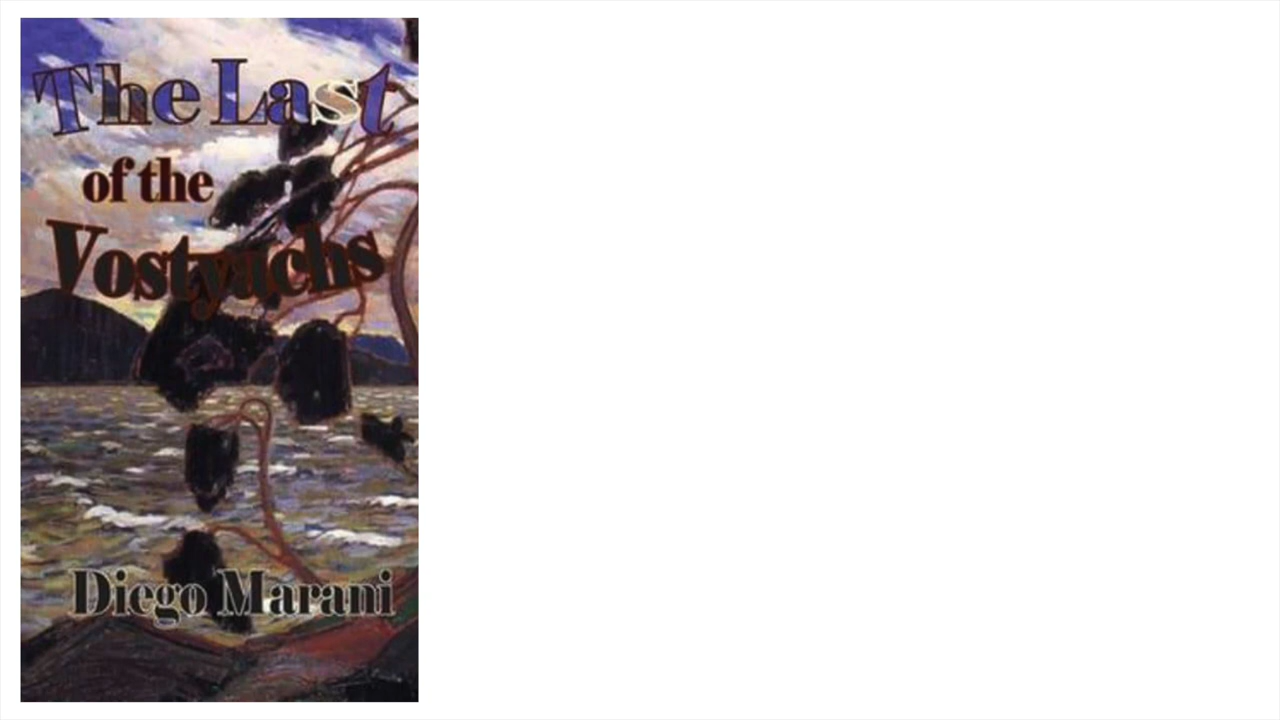 The Last
of the
Vostyachs
Diego Marani